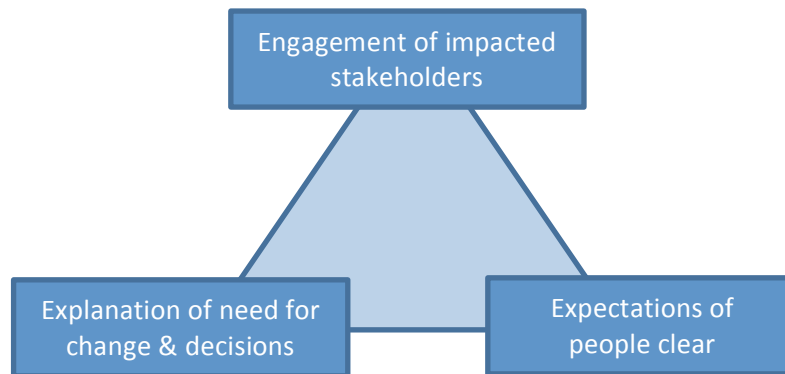 Engagement of impacted
stakeholders
Explanation of need for
change & decisions
Expectations of
people clear